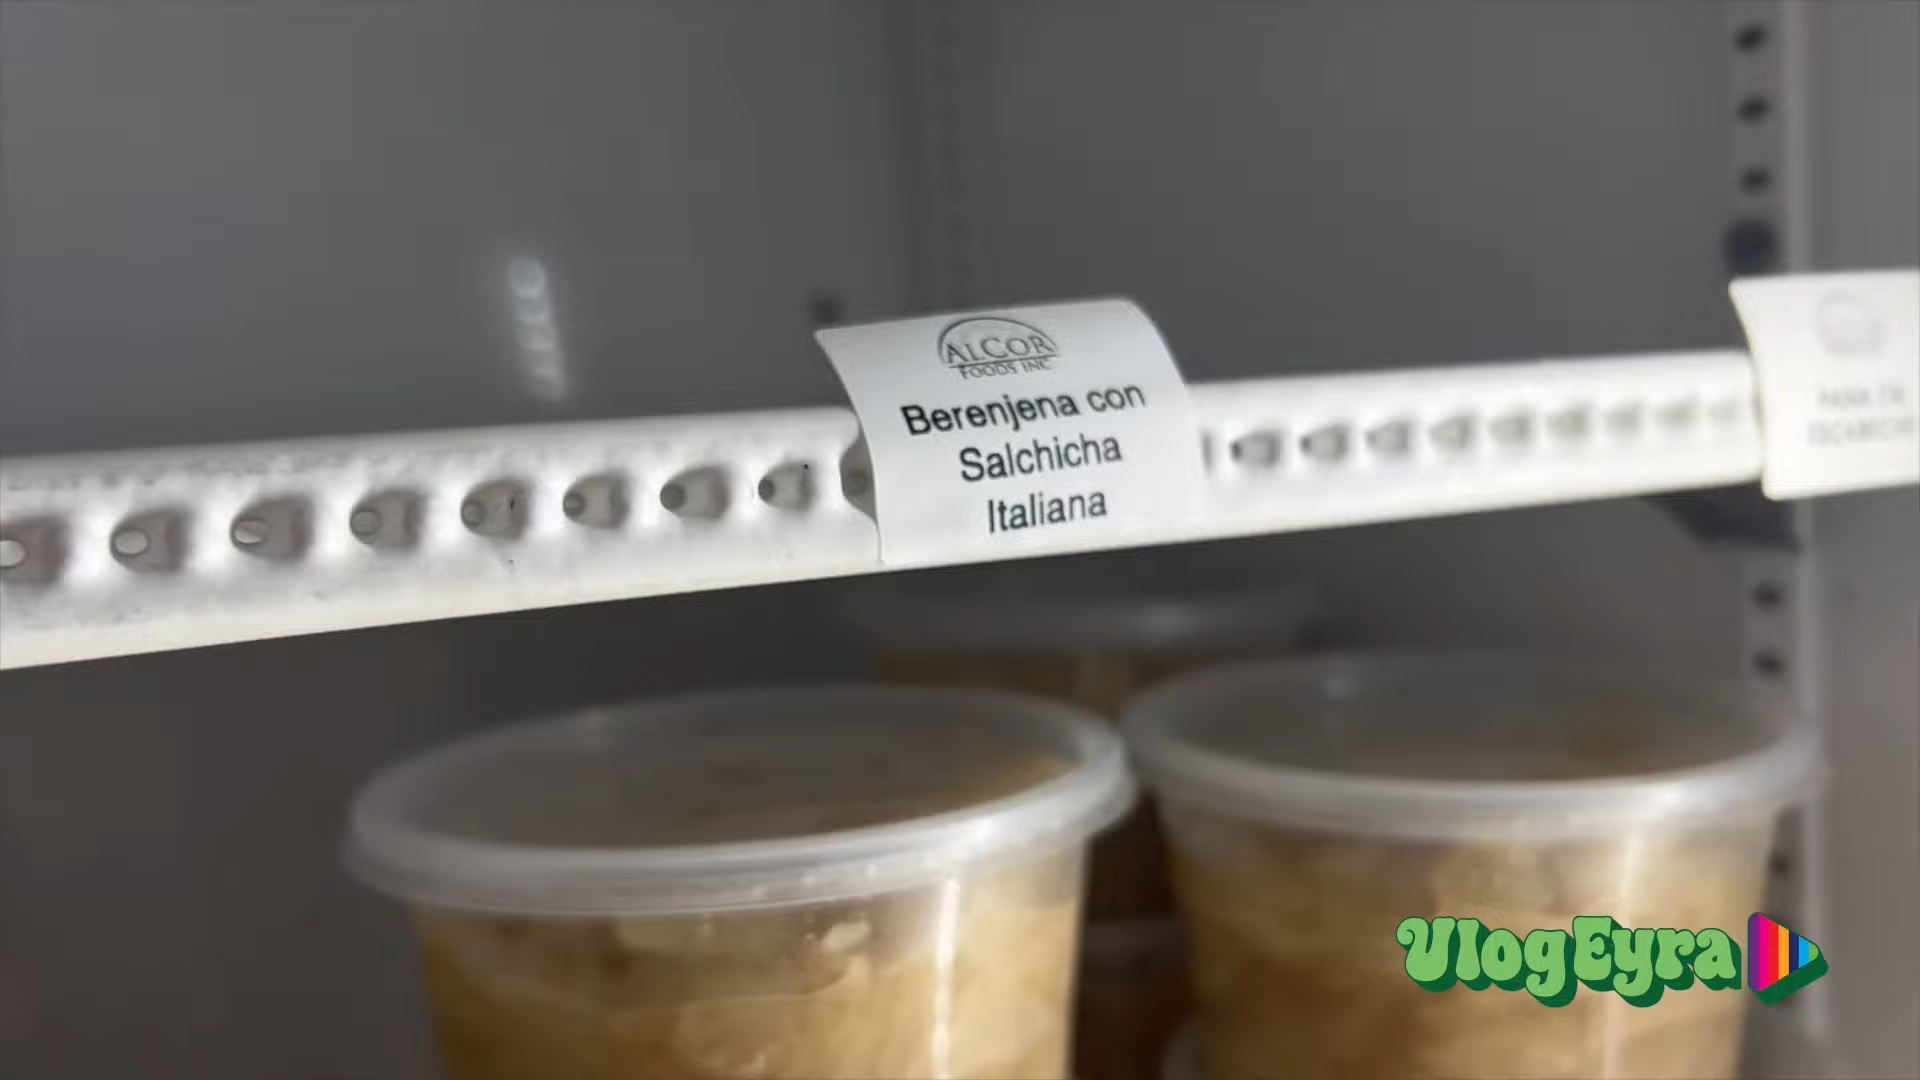 ALCOR
FOODS INC
Berenjena con
Salchicha
Italiana
VlogEyra